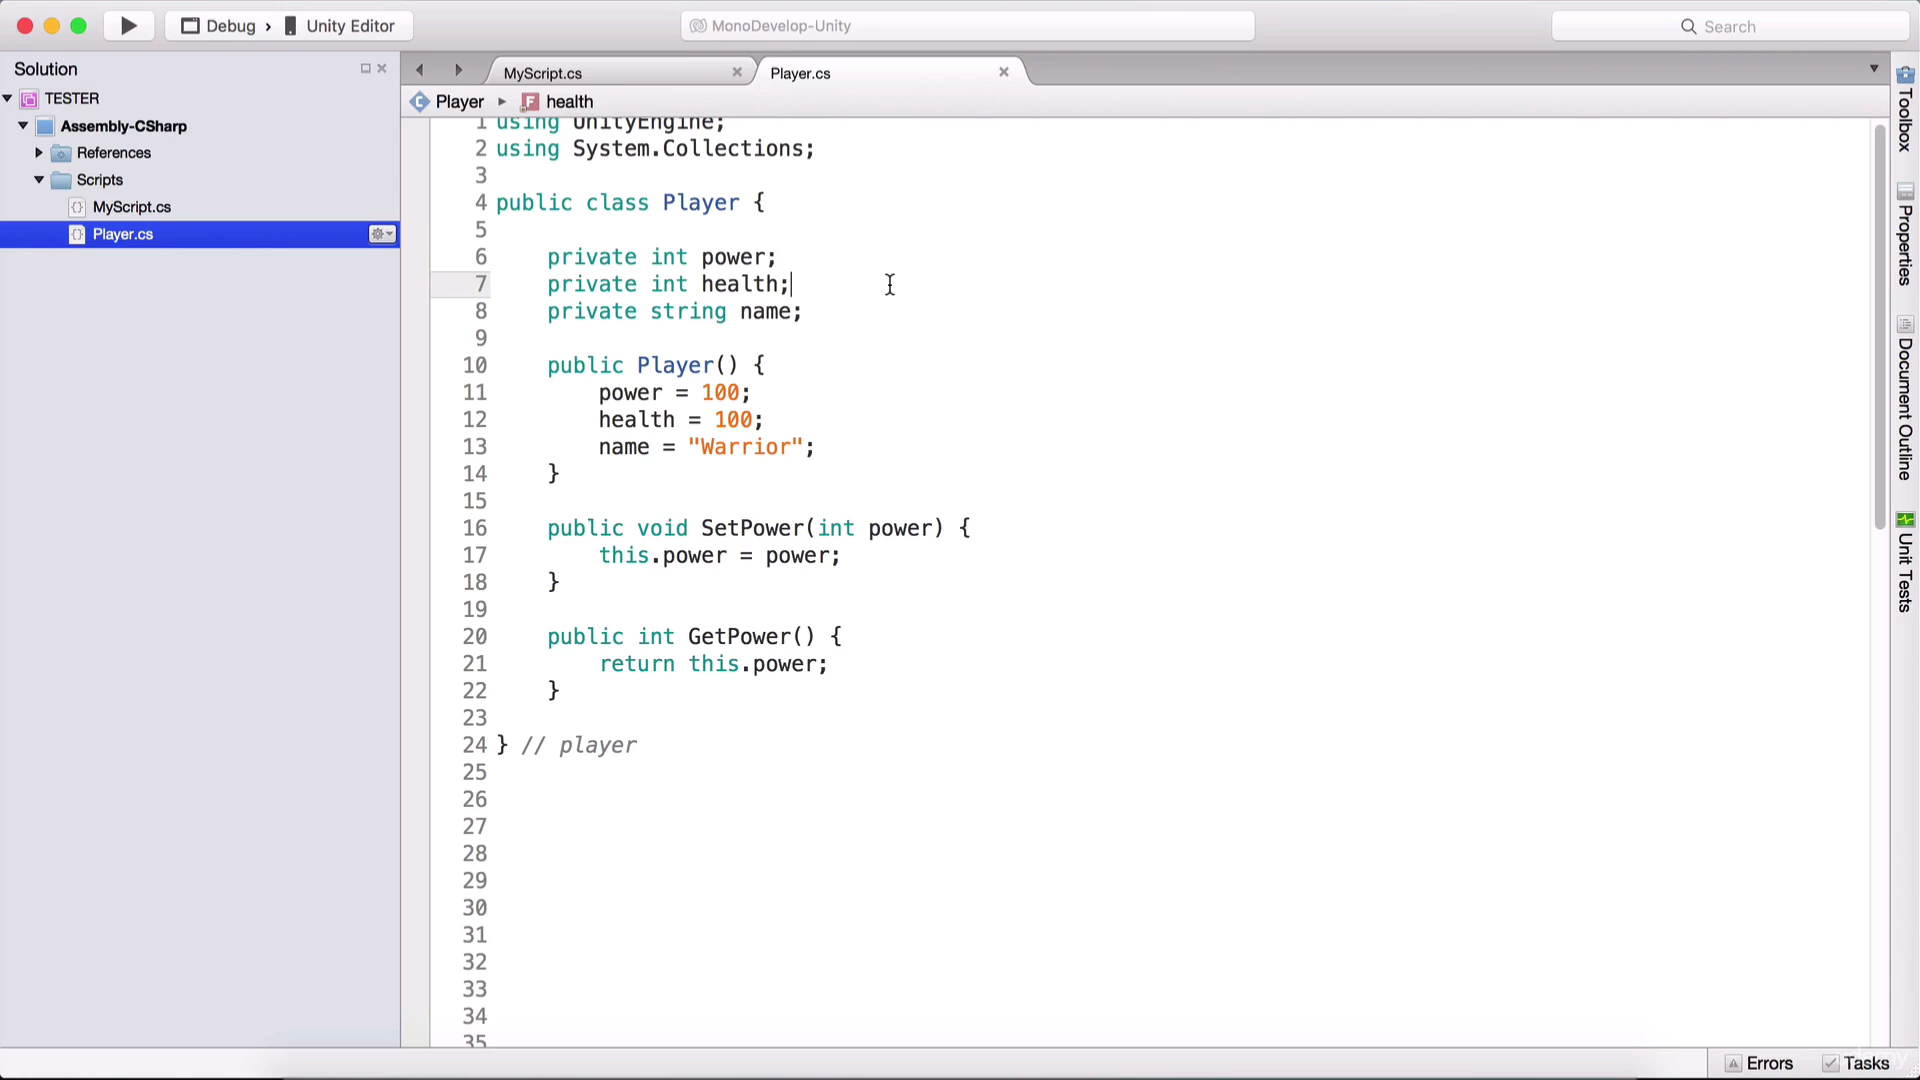 Debug › Unity Editor
MonoDevelop-Unity
Search
Solution
TESTER
Assembly-CSharp
References
Scripts
MyScript.cs
Player.cs
MyScript.cs
Player.cs
Player ▸ health
1 using UnityEngine;
2 using System.Collections;
3
4 public class Player {
5
6 private int power;
7 private int health;
8 private string name;
9
10 public Player() {
11 power = 100;
12 health = 100;
13 name = "Warrior";
14 }
15
16 public void SetPower(int power) {
17 this.power = power;
18 }
19
20 public int GetPower() {
21 return this.power;
22 }
23
24 } // player
25
26
27
28
29
30
31
32
33
34
35
Toolbox
Properties
Document Outline
Unit Tests
Errors
Tasks